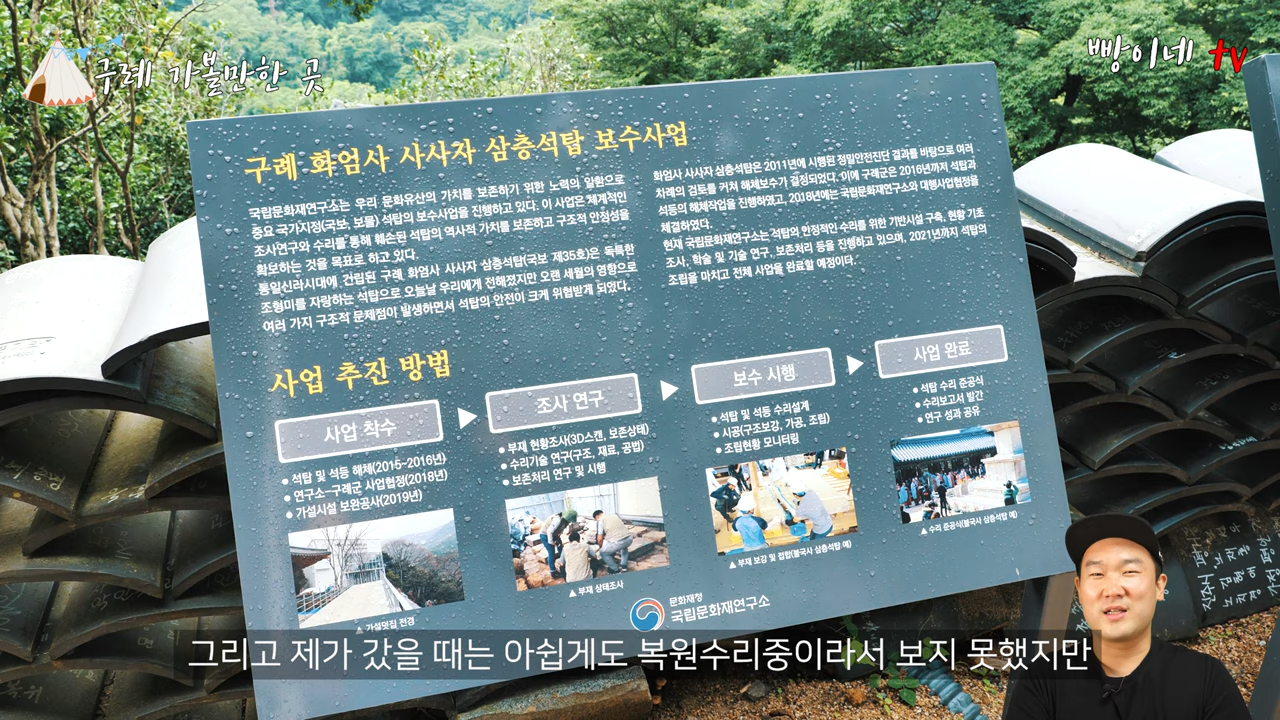 구례 가볼만한 곳
빵이네 tv
구례 화엄사 사사자 삼층석탑 보수사업
국립문화재연구소는 우리 문화유산의 가치를 보존하기 위한 노력의 일환으로
중요 국가지정(국보, 보물) 석탑의 보수사업을 진행하고 있다. 이 사업은 체계적인
조사연구와 수리를 통해 훼손된 석탑의 역사적 가치를 보존하고 구조적 안정성을
확보하는 것을 목표로 하고 있다.
통일신라시대에 건립된 구례 화엄사 사사자 삼층석탑(국보 제35호)은 독특한
조형미를 자랑하는 석탑으로 오늘날 우리에게 전해졌지만 오랜 세월의 영향으로
여러 가지 구조적 문제점이 발생하면서 석탑의 안전이 크게 위협받게 되었다.
화엄사 사사자 삼층석탑은 2011년에 시행된 정밀안전진단 결과를 바탕으로 여러
차례의 검토를 커쳐 해체보수가 결정되었다. 이에 구례군은 2016년까지 석탑과
석등의 해체작업을 진행하였고, 2018년에는 국립문화재연구소와 대행사업협정을
체결하였다.
현재 국립문화재연구소는 석탑의 안정적인 수리를 위한 기반시설 구축, 현황 기초
조사, 학술 및 기술 연구, 보존처리 등을 진행하고 있으며, 2021년까지 석탑의
조립을 마치고 전체 사업을 완료할 예정이다.
사업 추진 방법
사업 착수
• 석탑 및 석등 해체(2015-2016년)
• 연구소-구례군 사업협정(2018년)
• 가설시설 보완공사(2019년)
▲ 가설덧집 전경
조사 연구
• 부재 현황조사(3D스캔, 보존상태)
• 수리기술 연구(구조, 재료, 공법)
• 보존처리 연구 및 시행
▲ 부재 상태조사
보수 시행
• 석탑 및 석등 수리설계
• 시공(구조보강, 가공, 조립)
• 조립현황 모니터링
▲ 부재 보강 및 접합(불국사 삼층석탑 예)
사업 완료
• 석탑 수리 준공식
• 수리보고서 발간
• 연구 성과 공유
▲ 수리 준공식(불국사 삼층석탑 예)
문화재청
국립문화재연구소
그리고 제가 갔을 때는 아쉽게도 복원수리중이라서 보지 못했지만